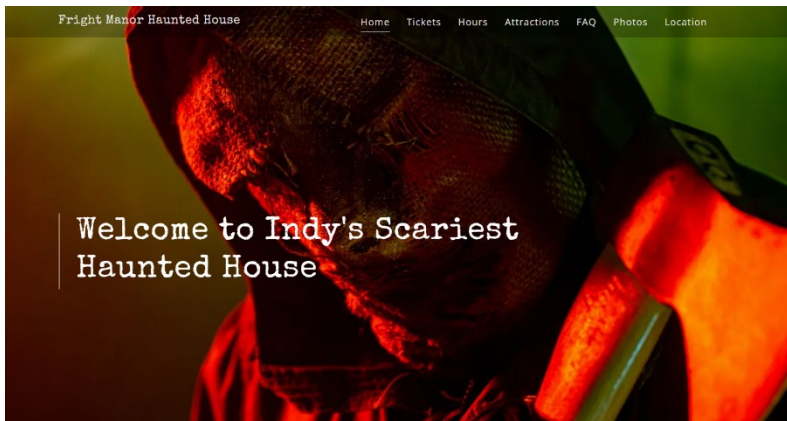 Fright Manor Haunted House
Home Tickets Hours Attractions FAQ Photos Location
Welcome to Indy's Scariest
Haunted House